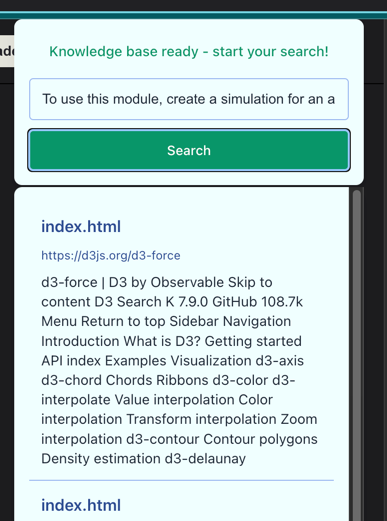 Knowledge base ready - start your search!
To use this module, create a simulation for an a
Search
index.html
https://d3js.org/d3-force
d3-force | D3 by Observable Skip to
content D3 Search K 7.9.0 GitHub 108.7k
Menu Return to top Sidebar Navigation
Introduction What is D3? Getting started
API index Examples Visualization d3-axis
d3-chord Chords Ribbons d3-color d3-
interpolate Value interpolation Color
interpolation Transform interpolation Zoom
interpolation d3-contour Contour polygons
Density estimation d3-delaunay
index.html